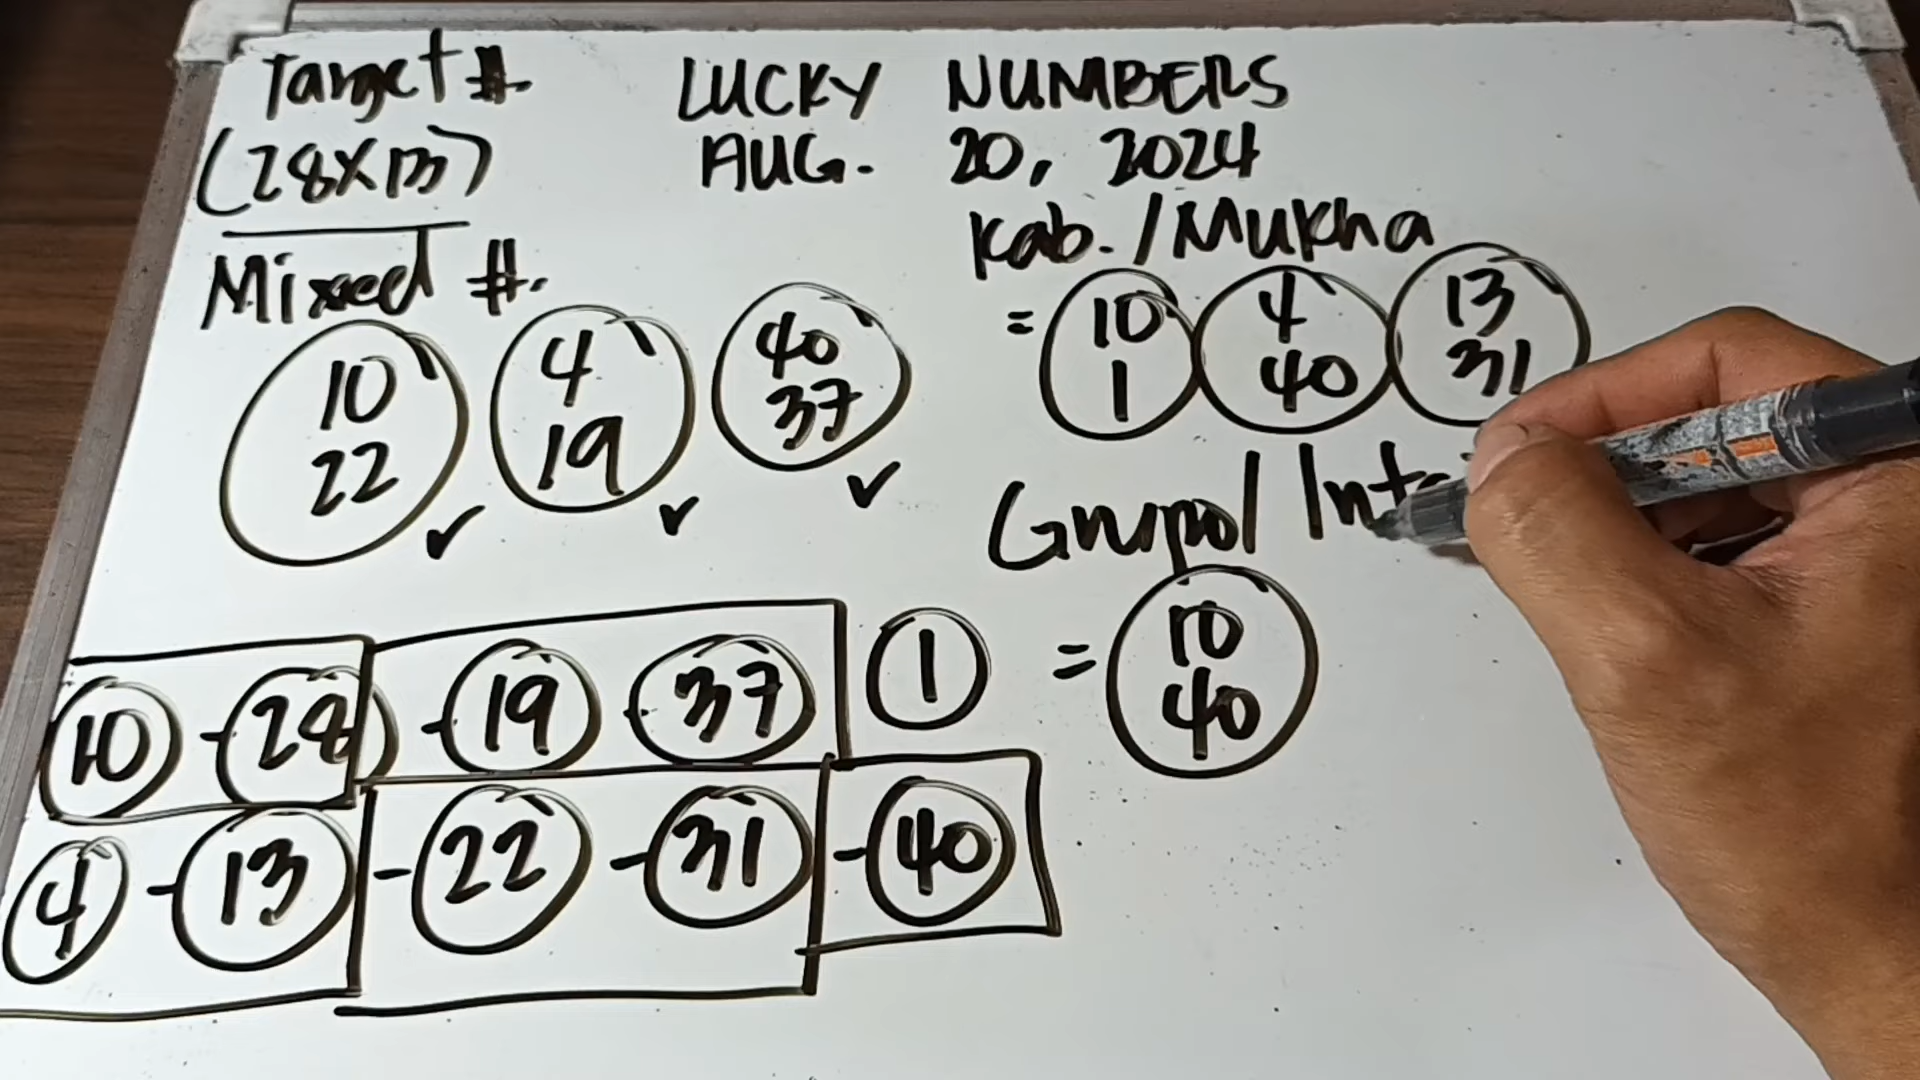 Target #.
(28X13)
LUCKY NUMBERS
AUG. 20, 2024
Mixed #.
10
22
4
19
40
37
Kab. / Mukha
= 10 4 13
1 40 31
Grupo /
= 10
40
10 - 28 - 19 - 37 1
4 - 13 - 22 - 31 - 40